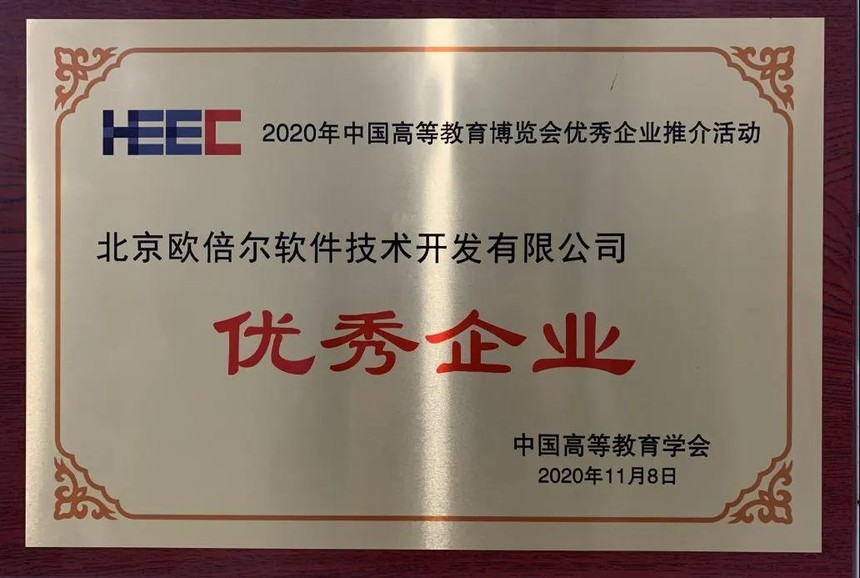 HEEC 2020年中国高等教育博览会优秀企业推介活动
北京欧倍尔软件技术开发有限公司
优秀企业
中国高等教育学会
2020年11月8日